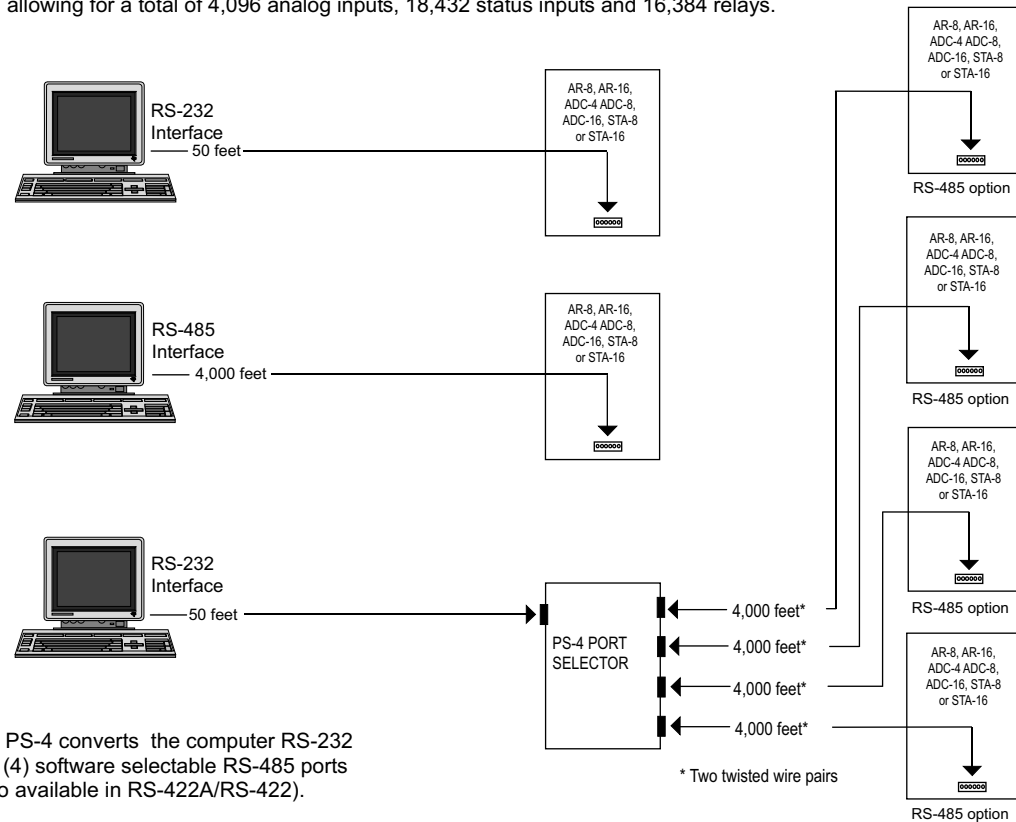 allowing for a total of 4,096 analog inputs, 18,432 status inputs and 16,384 relays.
RS-232
Interface
50 feet
AR-8, AR-16,
ADC-4 ADC-8,
ADC-16, STA-8
or STA-16
AR-8, AR-16,
ADC-4 ADC-8,
ADC-16, STA-8
or STA-16
RS-485 option
RS-485
Interface
4,000 feet
AR-8, AR-16,
ADC-4 ADC-8,
ADC-16, STA-8
or STA-16
AR-8, AR-16,
ADC-4 ADC-8,
ADC-16, STA-8
or STA-16
RS-485 option
RS-232
Interface
50 feet
PS-4 PORT
SELECTOR
4,000 feet*
4,000 feet*
4,000 feet*
4,000 feet*
* Two twisted wire pairs
AR-8, AR-16,
ADC-4 ADC-8,
ADC-16, STA-8
or STA-16
RS-485 option
AR-8, AR-16,
ADC-4 ADC-8,
ADC-16, STA-8
or STA-16
RS-485 option
PS-4 converts the computer RS-232
(4) software selectable RS-485 ports
o available in RS-422A/RS-422).